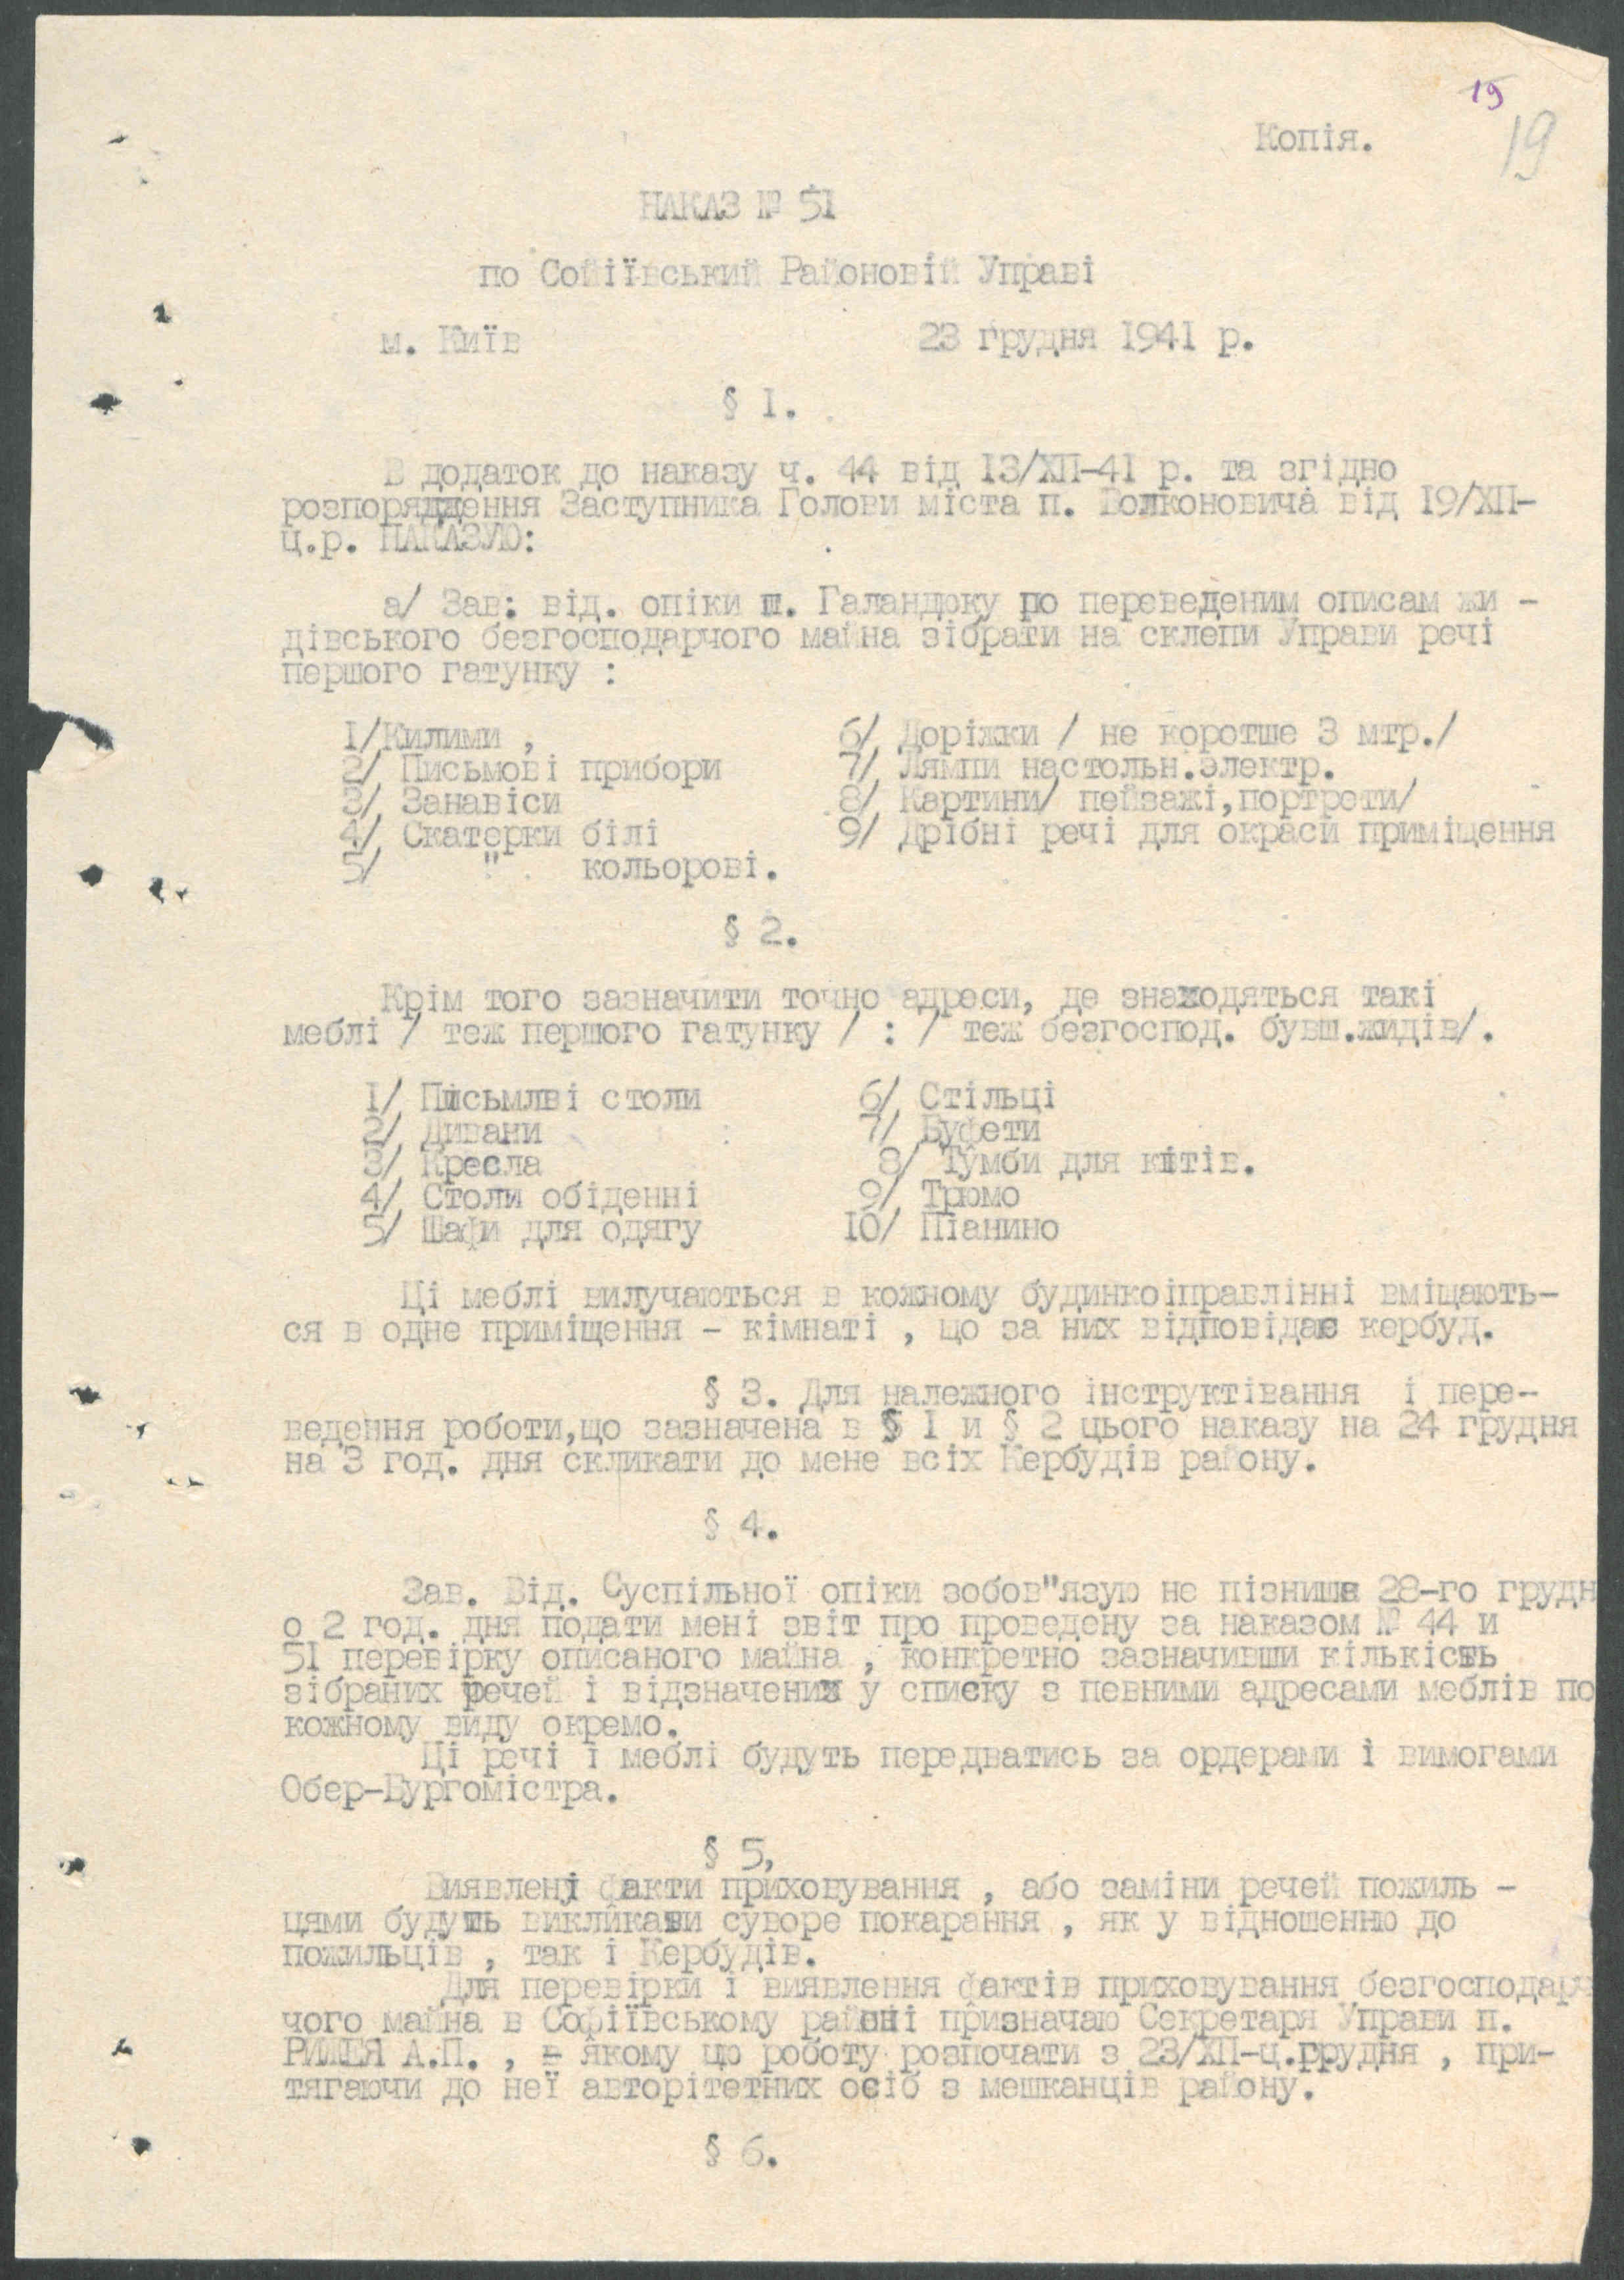 19
19
Копія.
НАКАЗ № 51
по Софіївський Районовій Управі
м. Київ 23 грудня 1941 р.
§ 1.
В додаток до наказу ч. 44 від 13/XII-41 р. та згідно
розпоряддення Заступника Голови міста п. Волконовича від 19/XII-
ц.р. НАКАЗУЮ:
а/ Зав: від. опіки п. Галандюку по переведеним описам жи -
дівського безгосподарчого майна зібрати на склепи Управи речі
першого гатунку :
1/Килими , 6/ Доріжки / не коротше 3 мтр./
2/ Письмові прибори 7/ Лямпи настольн.электр.
3/ Занавіси 8/ Картини/ пейзажі,портрети/
4/ Скатерки білі 9/ Дрібні речі для окраси приміщення
5/ " кольорові.
§ 2.
Крім того зазначити точно адреси, де знаходяться такі
меблі / теж першого гатунку / : / теж безгоспод. бувш.жидів/.
1/ Письмлві столи 6/ Стільці
2/ Дивани 7/ Буфети
3/ Кресла 8/ Тумби для квтів.
4/ Столи обіденні 9/ Трюмо
5/ Шафи для одягу 10/ Піанино
Ці меблі вилучаються в кожному будинкоіправлінні вміщають-
ся в одне приміщення - кімнаті , що за них відповідає кербуд.
§ 3. Для належного інструктівання і пере-
ведення роботи,що зазначена в § 1 и § 2 цього наказу на 24 грудня
на 3 год. дня скликати до мене всіх Кербудів району.
§ 4.
Зав. Від. Суспільної опіки зобов"язую не пізнише 28-го грудн
о 2 год. дня подати мені звіт про проведену за наказом № 44 и
51 перевірку описаного майна , конкретно зазначивши кількість
зібраних речей і відзначених у списку з певними адресами меблів по
кожному виду окремо.
Ці речі і меблі будуть передватись за ордерами і вимогами
Обер-Бургомістра.
§ 5,
Виявлені факти приховування , або заміни речей пожиль -
цями будуть викликати суворе покарання , як у відношенню до
пожильців , так і Кербудів.
Для перевірки і виявлення фактів приховування безгосподар
чого майна в Софіївському районі призначаю Секретаря Управи п.
А.П. , - якому цю роботу розпочати з 23/XII-ц.грудня , при-
тягаючи до неї авторітетних осіб з мешканців району.
§ 6.